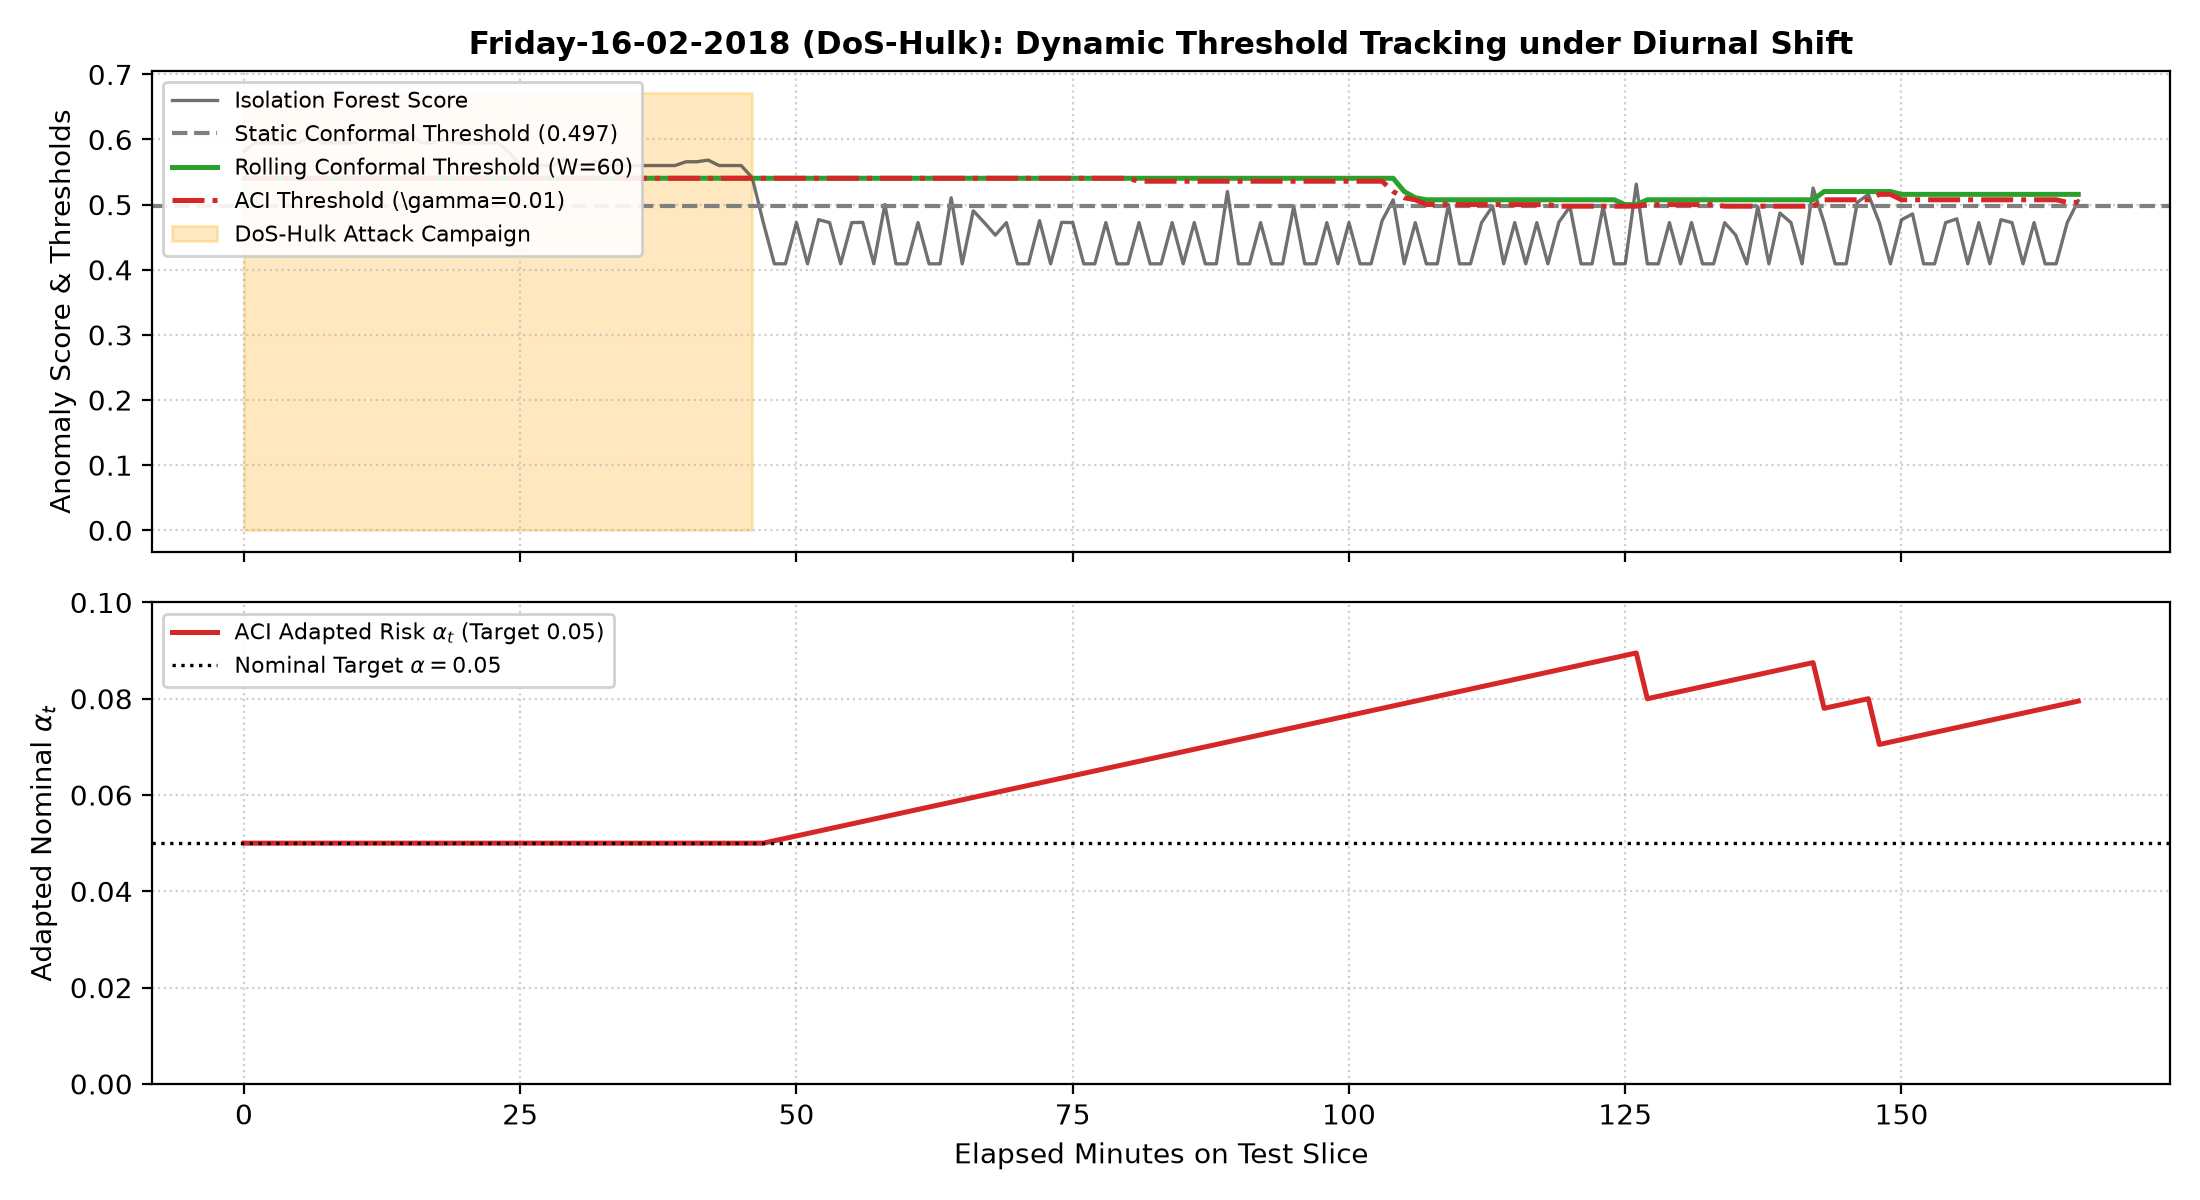 Friday-16-02-2018 (DoS-Hulk): Dynamic Threshold Tracking under Diurnal Shift
Anomaly Score & Thresholds
0.7
0.6
0.5
0.4
0.3
0.2
0.1
0.0
Isolation Forest Score
Static Conformal Threshold (0.497)
Rolling Conformal Threshold (W=60)
ACI Threshold (\gamma=0.01)
DoS-Hulk Attack Campaign
Adapted Nominal αₜ
0.10
0.08
0.06
0.04
0.02
0.00
ACI Adapted Risk αₜ (Target 0.05)
Nominal Target α = 0.05
0 25 50 75 100 125 150
Elapsed Minutes on Test Slice